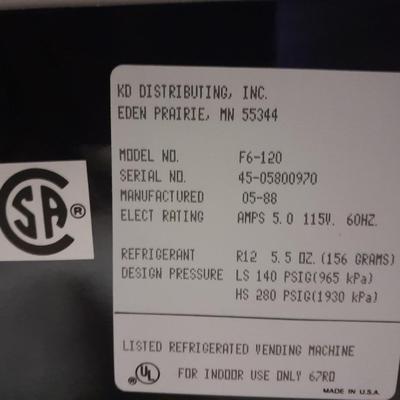 KD DISTRIBUTING, INC.
EDEN PRAIRIE, MN 55344
MODEL NO. F6-120
SERIAL NO. 45-05800970
MANUFACTURED 05-88
ELECT RATING AMPS 5.0 115V. 60HZ.
REFRIGERANT R12 5.5 OZ. (156 GRAMS)
DESIGN PRESSURE LS 140 PSIG(965 kPa)
HS 280 PSIG(1930 kPa)
SA ®
LISTED REFRIGERATED VENDING MACHINE
UL ® FOR INDOOR USE ONLY 67RO
MADE IN U.S.A.